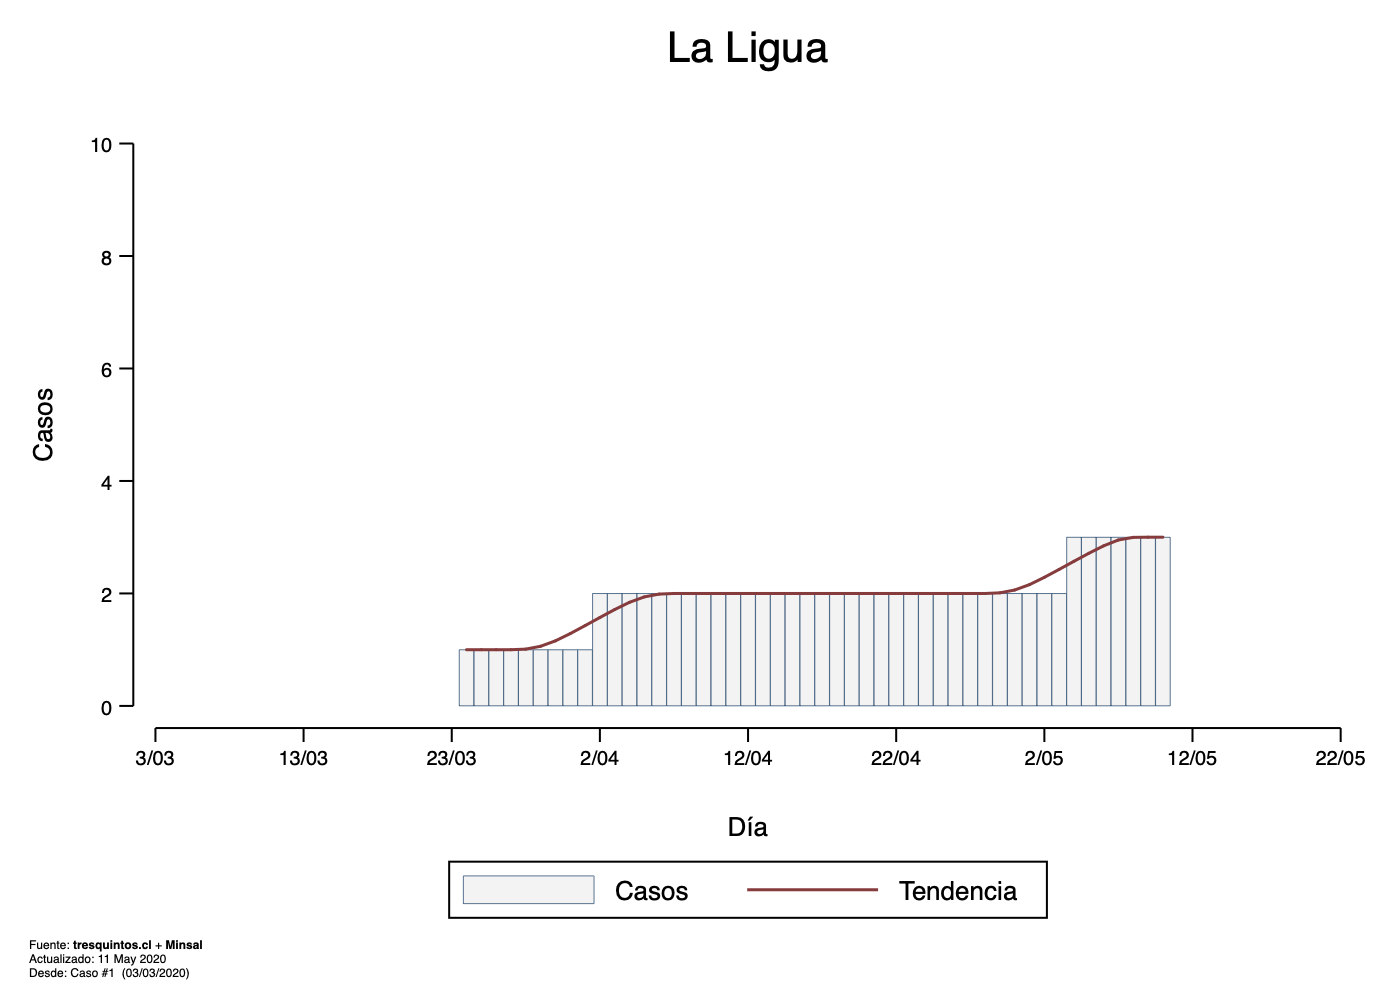 La Ligua
10
8
6
4
2
0
Casos
3/03 13/03 23/03 2/04 12/04 22/04 2/05 12/05 22/05
Día
Casos Tendencia
Fuente: tresquintos.cl + Minsal
Actualizado: 11 May 2020
Desde: Caso #1 (03/03/2020)